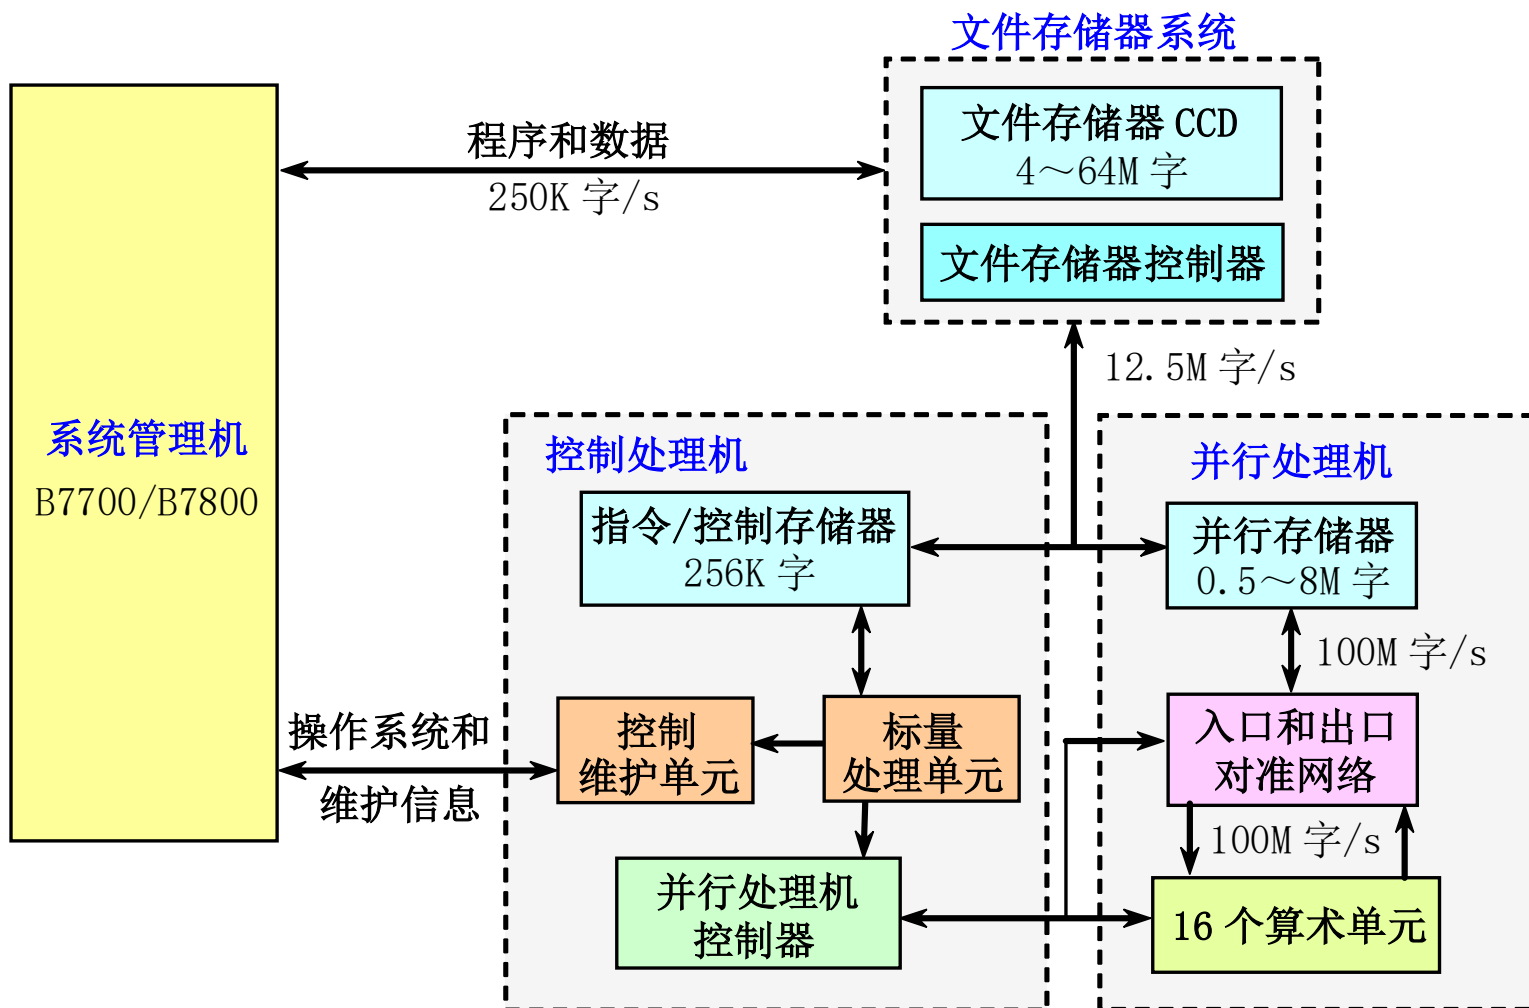 文件存储器系统
文件存储器 CCD
4～64M 字
文件存储器控制器
程序和数据
250K 字/s
12.5M 字/s
系统管理机
B7700/B7800
控制处理机
指令/控制存储器
256K 字
控制
维护单元
标量
处理单元
并行处理机
控制器
操作系统和
维护信息
并行处理机
并行存储器
0.5～8M 字
100M 字/s
入口和出口
对准网络
100M 字/s
16 个算术单元